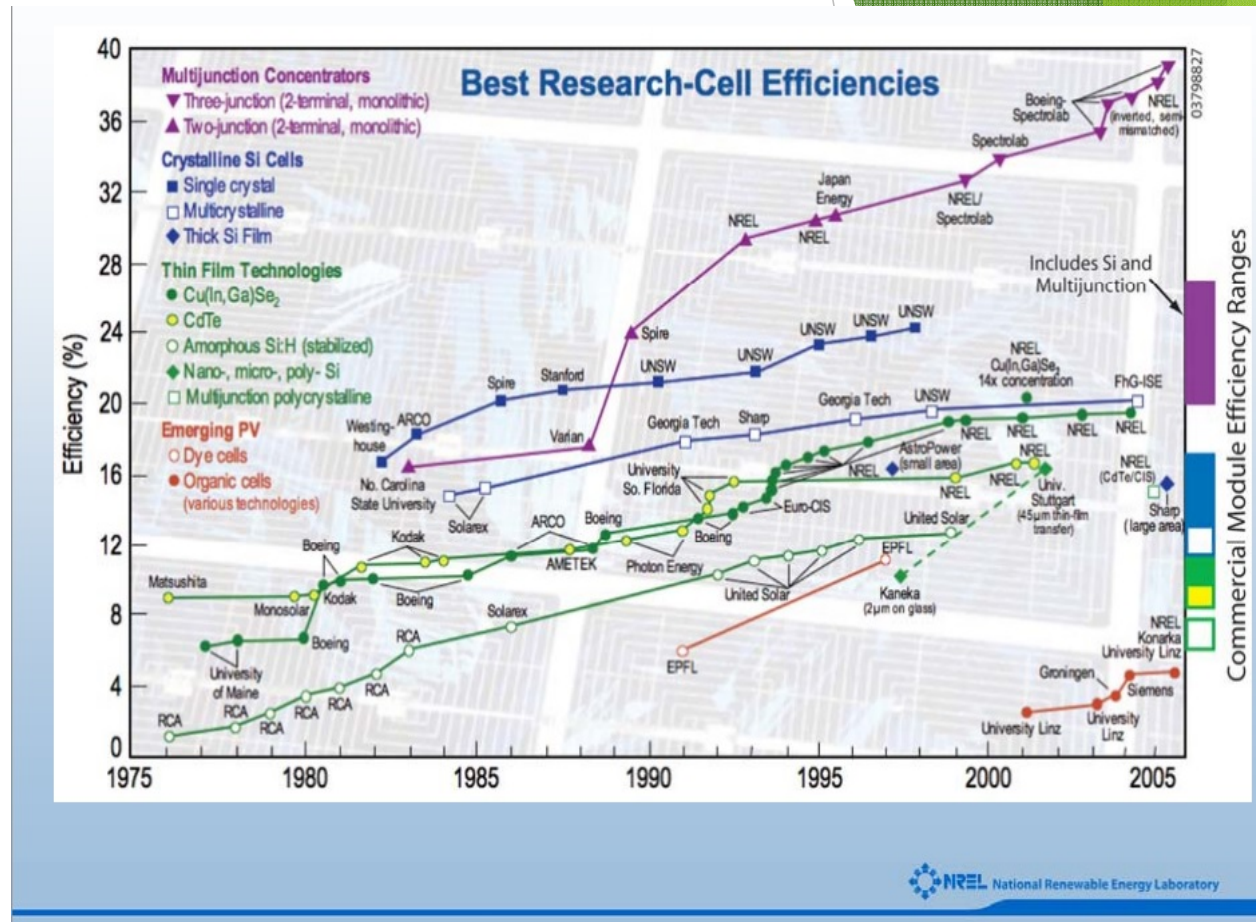 Best Research-Cell Efficiencies
03798827
Multijunction Concentrators
Three-junction (2-terminal, monolithic)
Two-junction (2-terminal, monolithic)
Crystalline Si Cells
Single crystal
Multicrystalline
Thick Si Film
Thin Film Technologies
Cu(In,Ga)Se2
CdTe
Amorphous Si:H (stabilized)
Nano-, micro-, poly- Si
Multijunction polycrystalline
Emerging PV
Dye cells
Organic cells
(various technologies)
Efficiency (%)
40
36
32
28
24
20
16
12
8
4
0
1975
1980
1985
1990
1995
2000
2005
Boeing-
Spectrolab
NREL
(inverted, semi-
mismatched)
Spectrolab
Japan
Energy
NREL
NREL
NREL/
Spectrolab
Includes Si and
Multijunction
Commercial Module Efficiency Ranges
Spire
Varian
No. Carolina
State University
Westing-
house
ARCO
Spire
Stanford
UNSW
UNSW
UNSW
UNSW
UNSW
Solarex
Georgia Tech
Sharp
Georgia Tech
UNSW
FhG-ISE
NREL
Cu(In,Ga)Se2
14x concentration
NREL
NREL
NREL
NREL
NREL
AstroPower
(small area)
University
So. Florida
Euro-CIS
NREL
NREL
NREL
Univ.
Stuttgart
(45µm thin-film
transfer)
NREL
(CdTe/CIS)
Sharp
(large area)
Matsushita
Monosolar
Boeing
Kodak
Kodak
Boeing
Boeing
ARCO
AMETEK
Boeing
Photon Energy
Boeing
University
of Maine
Solarex
United Solar
United Solar
EPFL
EPFL
Kaneka
(2µm on glass)
RCA
RCA
RCA
RCA
RCA
RCA
RCA
NREL
Konarka
University Linz
Groningen
Siemens
University Linz
University
Linz
NREL National Renewable Energy Laboratory